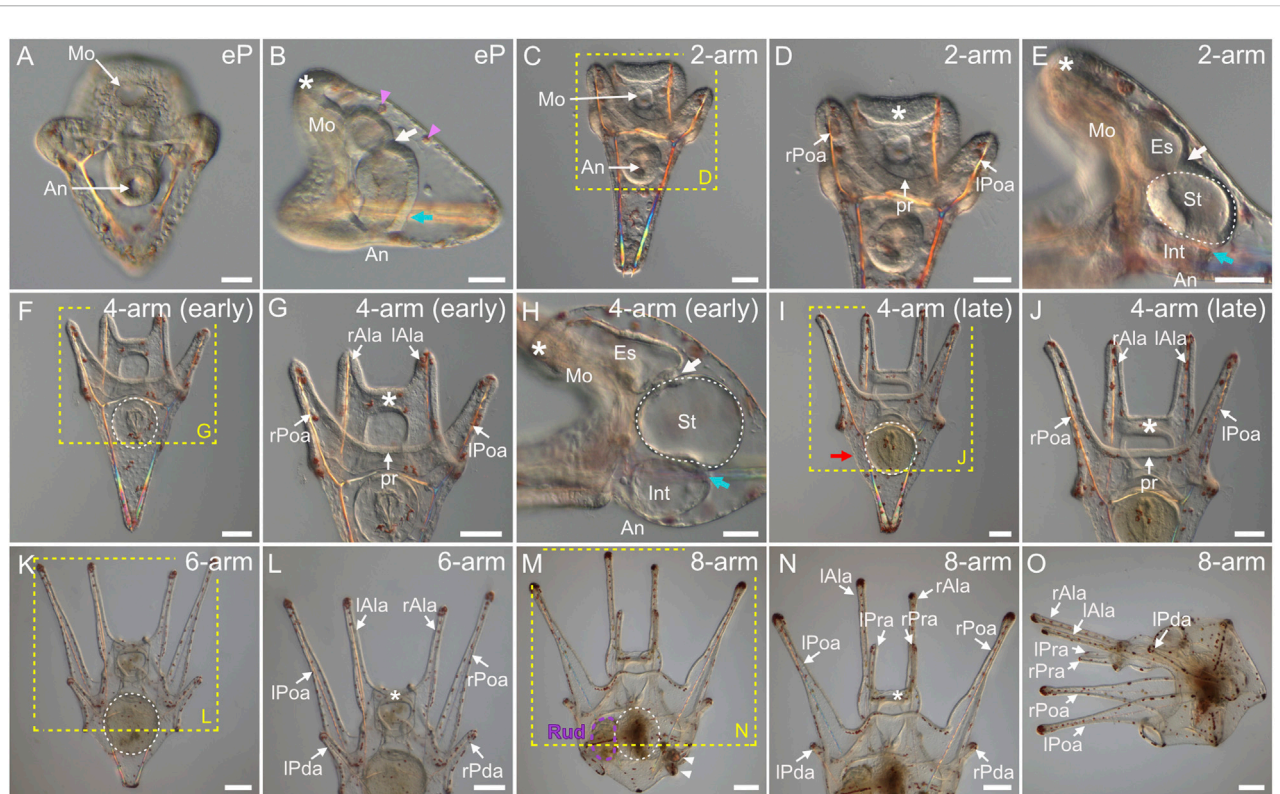 A eP
Mo
An
B eP
*
Mo
An
C 2-arm
Mo
An
D
D 2-arm
*
rPoa
lPoa
pr
E 2-arm
*
Mo
Es
St
Int
An
F 4-arm (early)
G
G 4-arm (early)
rAla lAla
*
rPoa
lPoa
pr
H 4-arm (early)
*
Es
Mo
St
Int
An
I 4-arm (late)
J
J 4-arm (late)
rAla lAla
*
rPoa
lPoa
pr
K 6-arm
L
L 6-arm
lAla rAla
lPoa
rPoa
*
lPda
rPda
M 8-arm
Rud
N
N 8-arm
lAla
rAla
lPra rPra
lPoa
rPoa
*
lPda
rPda
O 8-arm
rAla
lAla
lPda
lPra
rPra
rPoa
lPoa